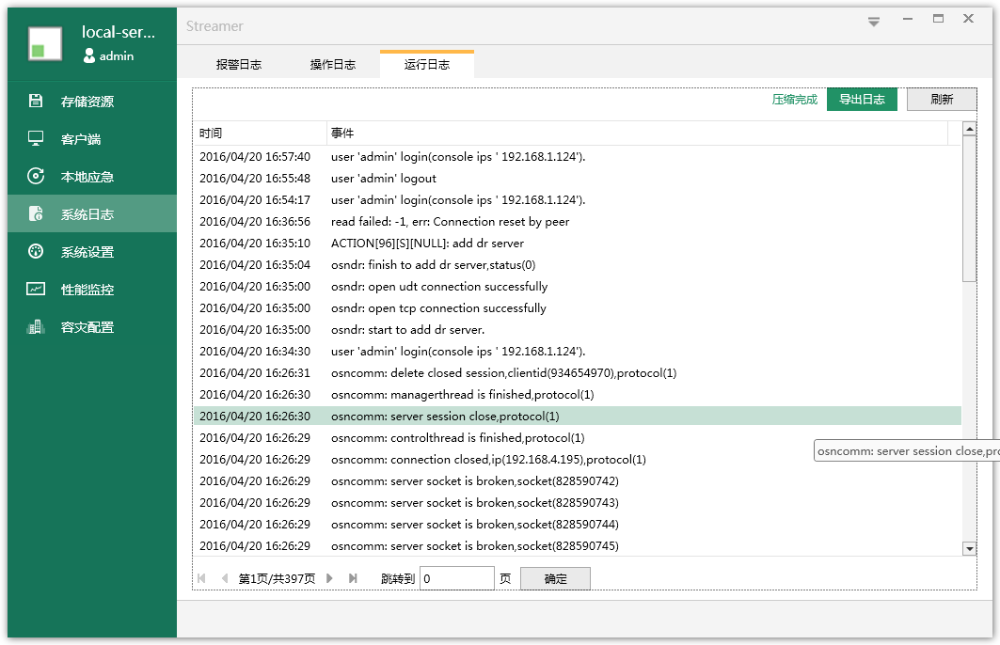 local-ser...
admin
存储资源
客户端
本地应急
系统日志
系统设置
性能监控
容灾配置
Streamer
报警日志 操作日志 运行日志
压缩完成 导出日志 刷新
时间 事件
2016/04/20 16:57:40 user 'admin' login(console ips ' 192.168.1.124').
2016/04/20 16:55:48 user 'admin' logout
2016/04/20 16:54:17 user 'admin' login(console ips ' 192.168.1.124').
2016/04/20 16:36:56 read failed: -1, err: Connection reset by peer
2016/04/20 16:35:10 ACTION[96][S][NULL]: add dr server
2016/04/20 16:35:04 osndr: finish to add dr server,status(0)
2016/04/20 16:35:00 osndr: open udt connection successfully
2016/04/20 16:35:00 osndr: open tcp connection successfully
2016/04/20 16:35:00 osndr: start to add dr server.
2016/04/20 16:34:30 user 'admin' login(console ips ' 192.168.1.124').
2016/04/20 16:26:31 osncomm: delete closed session,clientid(934654970),protocol(1)
2016/04/20 16:26:30 osncomm: managerthread is finished,protocol(1)
2016/04/20 16:26:30 osncomm: server session close,protocol(1)
2016/04/20 16:26:29 osncomm: controlthread is finished,protocol(1)
osncomm: server session close,pro
2016/04/20 16:26:29 osncomm: connection closed,ip(192.168.4.195),protocol(1)
2016/04/20 16:26:29 osncomm: server socket is broken,socket(828590742)
2016/04/20 16:26:29 osncomm: server socket is broken,socket(828590743)
2016/04/20 16:26:29 osncomm: server socket is broken,socket(828590744)
2016/04/20 16:26:29 osncomm: server socket is broken,socket(828590745)
第1页/共397页 跳转到 0 页 确定